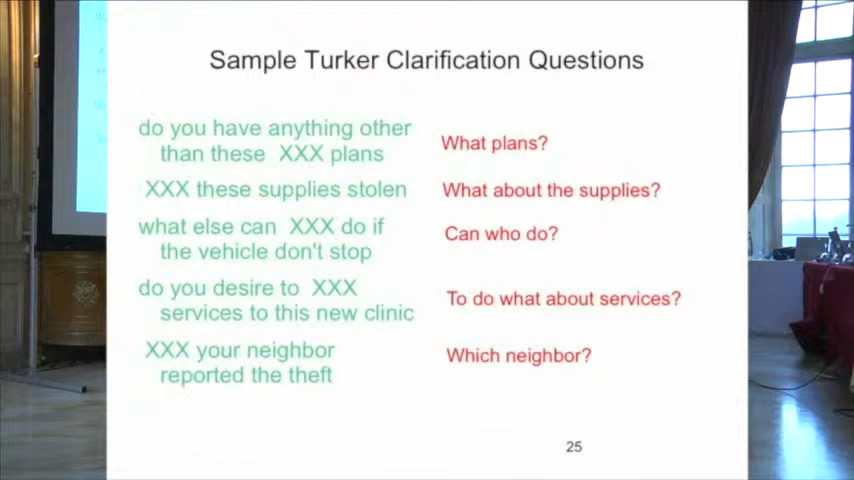 Sample Turker Clarification Questions
do you have anything other
than these XXX plans
What plans?
XXX these supplies stolen
What about the supplies?
what else can XXX do if
the vehicle don't stop
Can who do?
do you desire to XXX
services to this new clinic
To do what about services?
XXX your neighbor
reported the theft
Which neighbor?
25